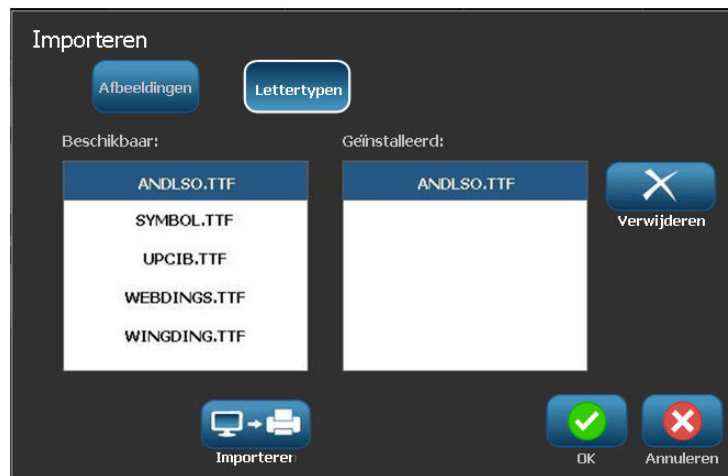 Importeren
Afbeeldingen
Lettertypen
Beschikbaar:
Geïnstalleerd:
ANDLSO.TTF
SYMBOL.TTF
UPCIB.TTF
WEBDINGS.TTF
WINGDING.TTF
ANDLSO.TTF
Verwijderen
Importeren
OK
Annuleren